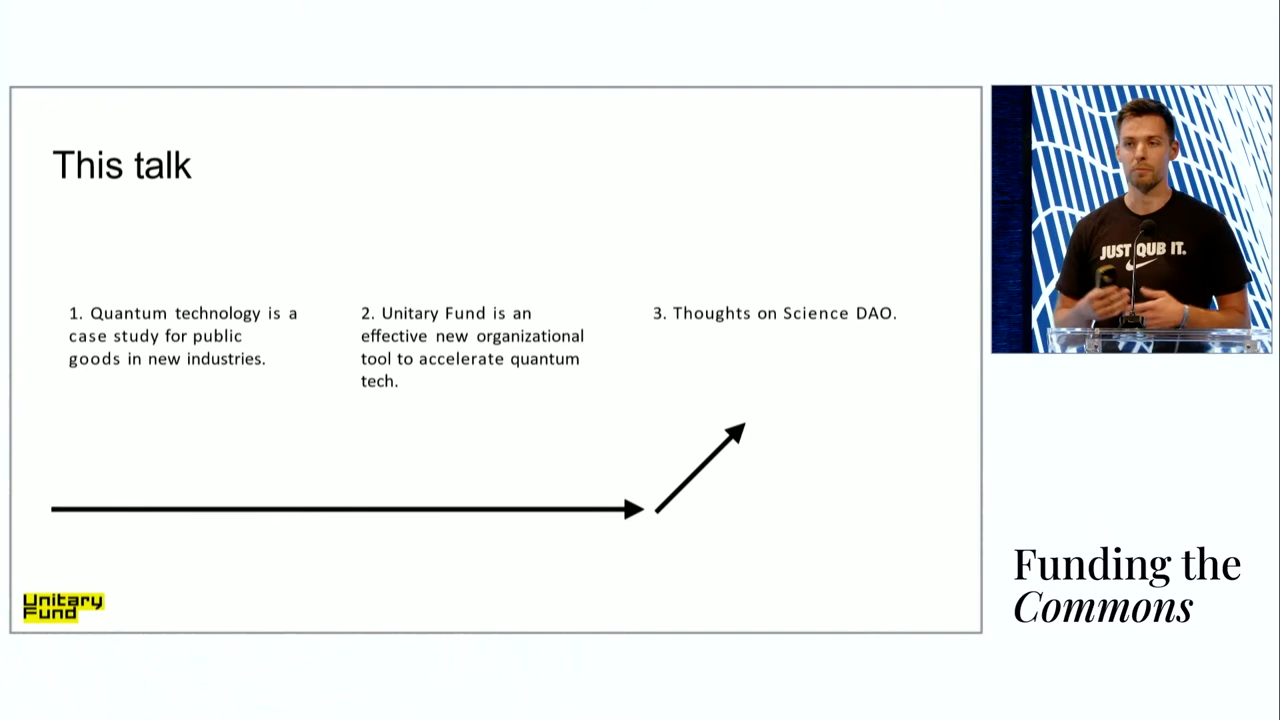 This talk
1. Quantum technology is a
case study for public
goods in new industries.
2. Unitary Fund is an
effective new organizational
tool to accelerate quantum
tech.
3. Thoughts on Science DAO.
Unitary
Fund
JUST QUB IT.
Funding the
Commons